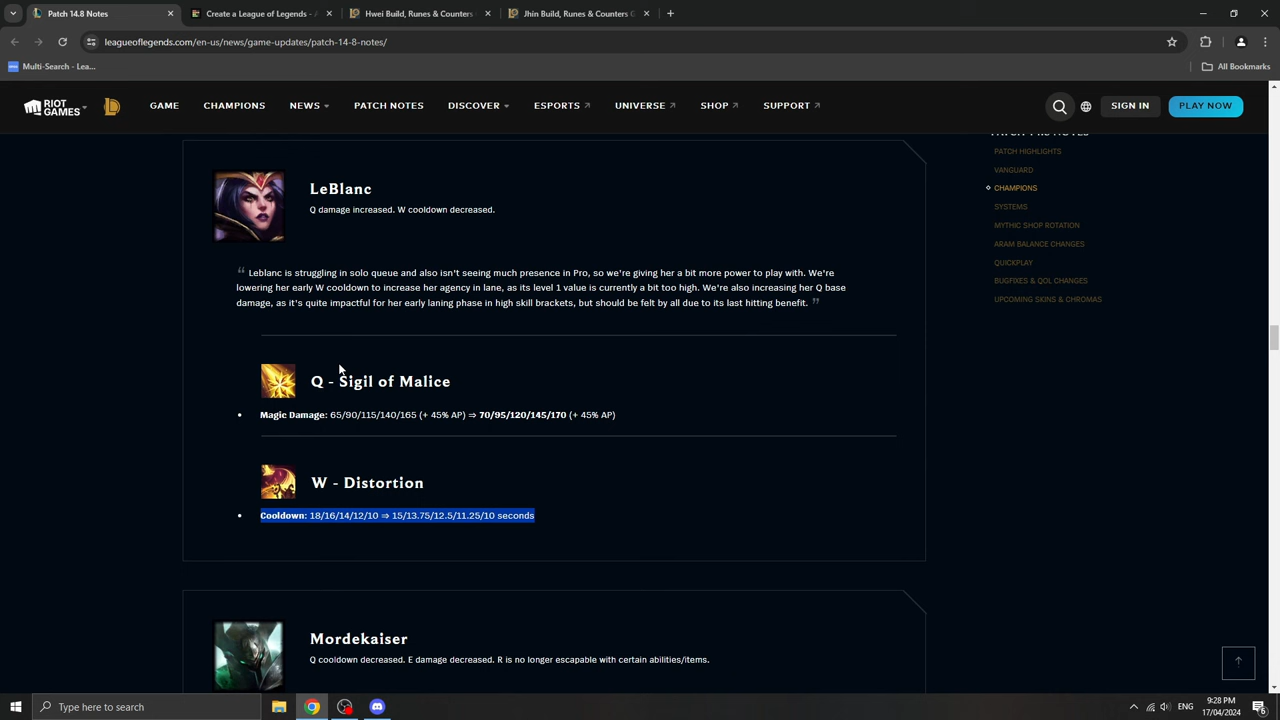 Patch 14.8 Notes
Create a League of Legends - A
Hwei Build, Runes & Counters
Jhin Build, Runes & Counters
leagueoflegends.com/en-us/news/game-updates/patch-14-8-notes/
Multi-Search - Lea...
All Bookmarks
RIOT GAMES
GAME
CHAMPIONS
NEWS
PATCH NOTES
DISCOVER
ESPORTS
UNIVERSE
SHOP
SUPPORT
SIGN IN
PLAY NOW
PATCH HIGHLIGHTS
VANGUARD
CHAMPIONS
SYSTEMS
MYTHIC SHOP ROTATION
ARAM BALANCE CHANGES
QUICKPLAY
BUGFIXES & QOL CHANGES
UPCOMING SKINS & CHROMAS
LeBlanc
Q damage increased. W cooldown decreased.
Leblanc is struggling in solo queue and also isn't seeing much presence in Pro, so we're giving her a bit more power to play with. We're
lowering her early W cooldown to increase her agency in lane, as its level 1 value is currently a bit too high. We're also increasing her Q base
damage, as it's quite impactful for her early laning phase in high skill brackets, but should be felt by all due to its last hitting benefit.
Q - Sigil of Malice
Magic Damage: 65/90/115/140/165 (+ 45% AP) ⇒ 70/95/120/145/170 (+ 45% AP)
W - Distortion
Cooldown: 18/16/14/12/10 ⇒ 15/13.75/12.5/11.25/10 seconds
Mordekaiser
Q cooldown decreased. E damage decreased. R is no longer escapable with certain abilities/items.
Type here to search
ENG
9:28 PM
17/04/2024